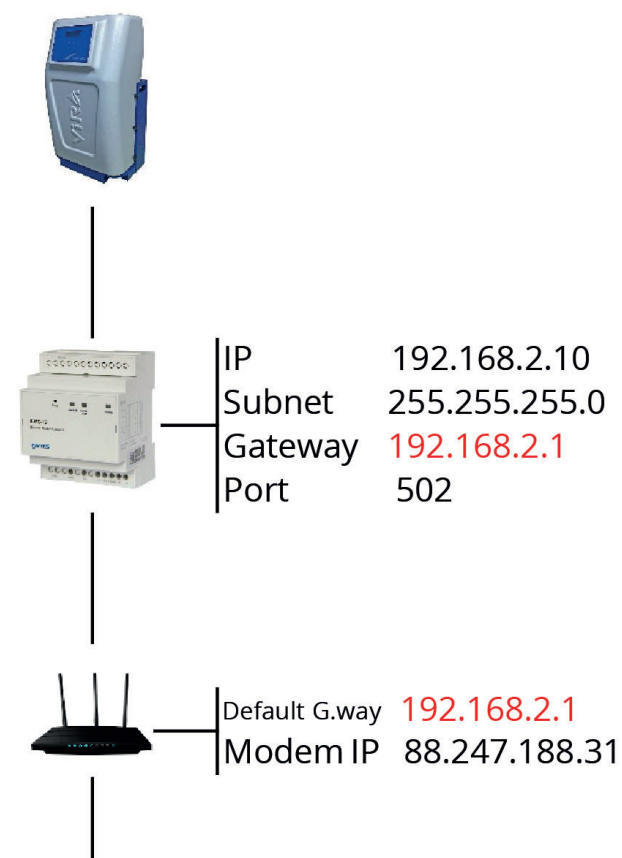 VIRA
IP 192.168.2.10
Subnet 255.255.255.0
Gateway 192.168.2.1
Port 502
Default G.way 192.168.2.1
Modem IP 88.247.188.31